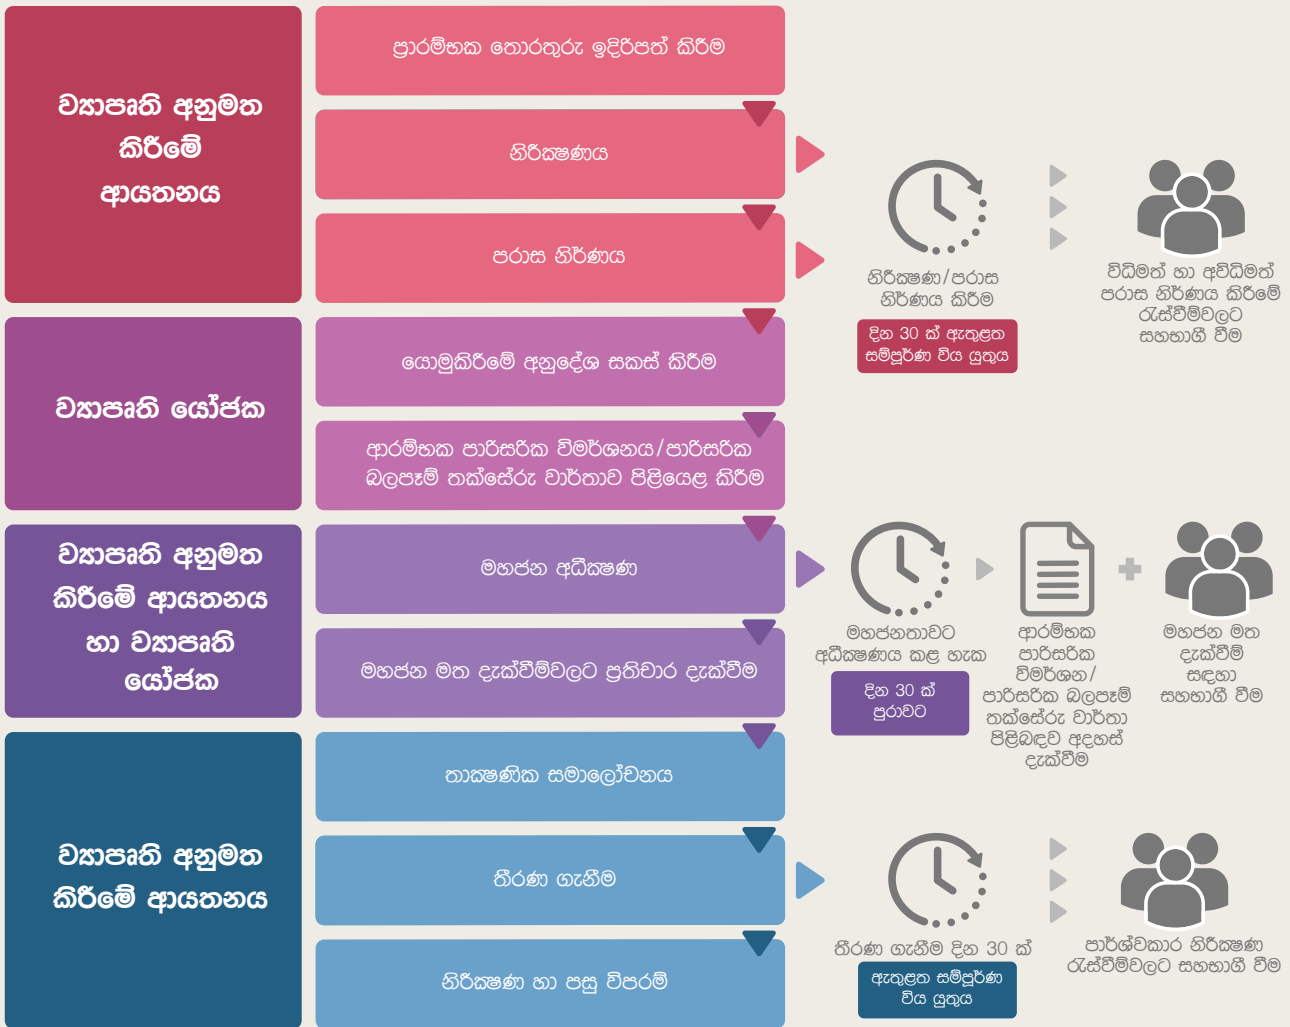 ව්‍යාපෘති අනුමත
කිරීමේ
ආයතනය
ප්‍රාරම්භක තොරතුරු ඉදිරිපත් කිරීම
නිරීක්‍ෂණය
පරාස නිර්ණය
නිරීක්‍ෂණ/පරාස
නිර්ණය කිරීම
දින 30 ක් ඇතුළත
සම්පූර්ණ විය යුතුය
විධිමත් හා අවිධිමත්
පරාස නිර්ණය කිරීමේ
රැස්වීම්වලට
සහභාගී වීම
ව්‍යාපෘති යෝජක
යොමුකිරීමේ අනුදේශ සකස් කිරීම
ආරම්භක පාරිසරික විමර්ශනය/පාරිසරික
බලපෑම් තක්සේරු වාර්තාව පිළියෙළ කිරීම
ව්‍යාපෘති අනුමත
කිරීමේ ආයතනය
හා ව්‍යාපෘති
යෝජක
මහජන අධීක්‍ෂණ
මහජන මත දැක්වීම්වලට ප්‍රතිචාර දැක්වීම
මහජනතාවට
අධීක්‍ෂණය කළ හැක
දින 30 ක්
පුරාවට
ආරම්භක
පාරිසරික
විමර්ශන/
පාරිසරික බලපෑම්
තක්සේරු වාර්තා
පිළිබඳව අදහස්
දැක්වීම
මහජන මත
දැක්වීම්
සඳහා
සහභාගී වීම
ව්‍යාපෘති අනුමත
කිරීමේ ආයතනය
තාක්‍ෂණික සමාලෝචනය
තීරණ ගැනීම
නිරීක්‍ෂණ හා පසු විපරම්
තීරණ ගැනීම දින 30 ක්
ඇතුළත සම්පූර්ණ
විය යුතුය
පාර්ශ්වකාර නිරීක්‍ෂණ
රැස්වීම්වලට සහභාගී වීම